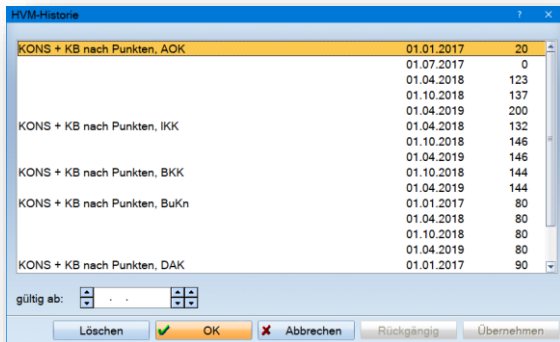 HVM-Historie ? ×
KONS + KB nach Punkten, AOK 01.01.2017 20
01.07.2017 0
01.04.2018 123
01.10.2018 137
01.04.2019 200
KONS + KB nach Punkten, IKK 01.04.2018 132
01.10.2018 146
01.04.2019 146
KONS + KB nach Punkten, BKK 01.10.2018 144
01.04.2019 144
KONS + KB nach Punkten, BuKn 01.01.2017 80
01.04.2018 80
01.10.2018 80
01.04.2019 80
KONS + KB nach Punkten, DAK 01.01.2017 90
gültig ab: . .
Löschen OK Abbrechen Rückgängig Übernehmen